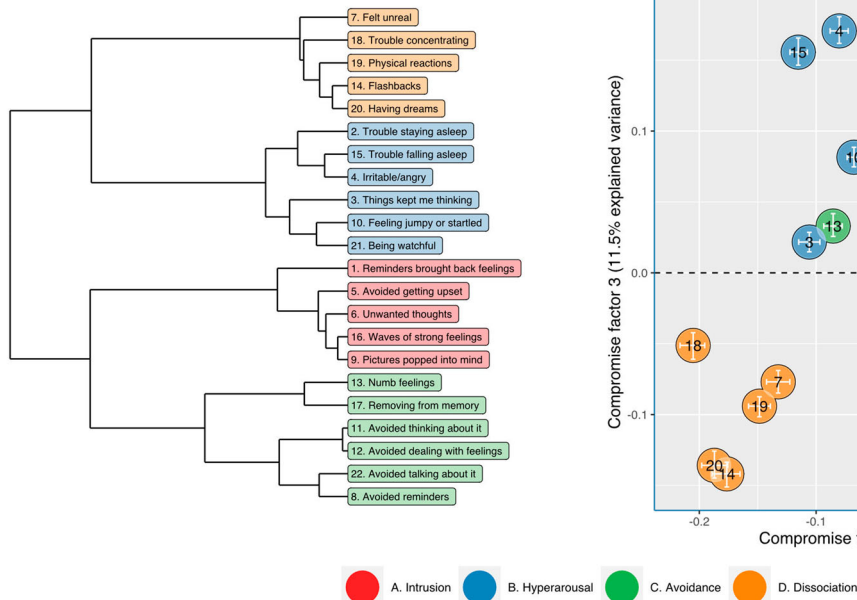 7. Felt unreal
18. Trouble concentrating
19. Physical reactions
14. Flashbacks
20. Having dreams
2. Trouble staying asleep
15. Trouble falling asleep
4. Irritable/angry
3. Things kept me thinking
10. Feeling jumpy or startled
21. Being watchful
1. Reminders brought back feelings
5. Avoided getting upset
6. Unwanted thoughts
16. Waves of strong feelings
9. Pictures popped into mind
13. Numb feelings
17. Removing from memory
11. Avoided thinking about it
12. Avoided dealing with feelings
22. Avoided talking about it
8. Avoided reminders
Compromise factor 3 (11.5% explained variance)
0.1
0.0
-0.1
4
15
13
3
18
7
19
20
14
-0.2
-0.1
Compromise
A. Intrusion
B. Hyperarousal
C. Avoidance
D. Dissociation